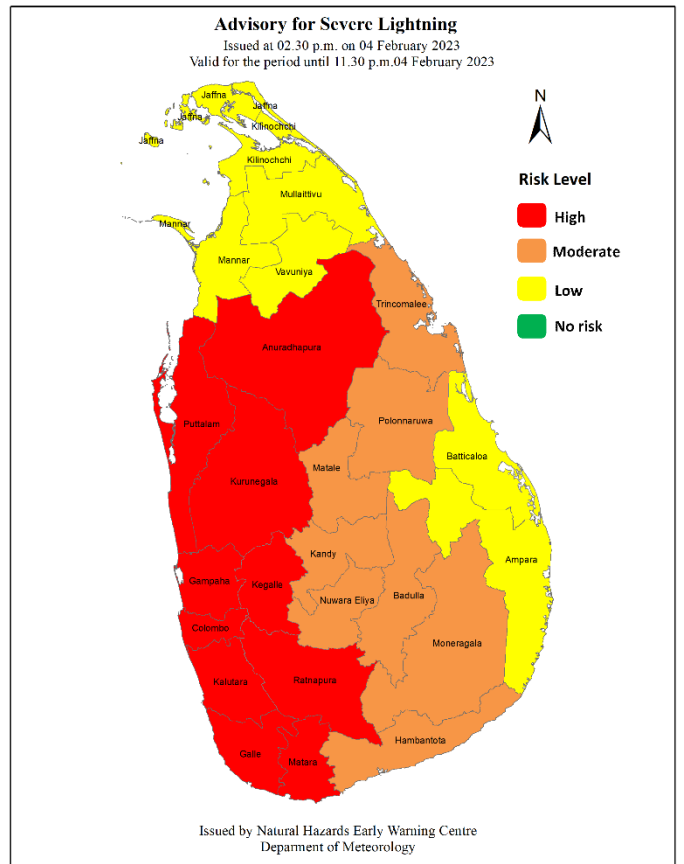 Advisory for Severe Lightning
Issued at 02.30 p.m. on 04 February 2023
Valid for the period until 11.30 p.m.04 February 2023
N
Risk Level
High
Moderate
Low
No risk
Jaffna
Jaffna
Jaffna
Kilinochchi
Jaffna
Kilinochchi
Mullaittivu
Mannar
Mannar
Vavuniya
Trincomalee
Anuradhapura
Polonnaruwa
Puttalam
Batticaloa
Matale
Kurunegala
Kandy
Ampara
Gampaha
Kegalle
Nuwara Eliya
Badulla
Colombo
Moneragala
Kalutara
Ratnapura
Hambantota
Galle
Matara
Issued by Natural Hazards Early Warning Centre
Deparment of Meteorology